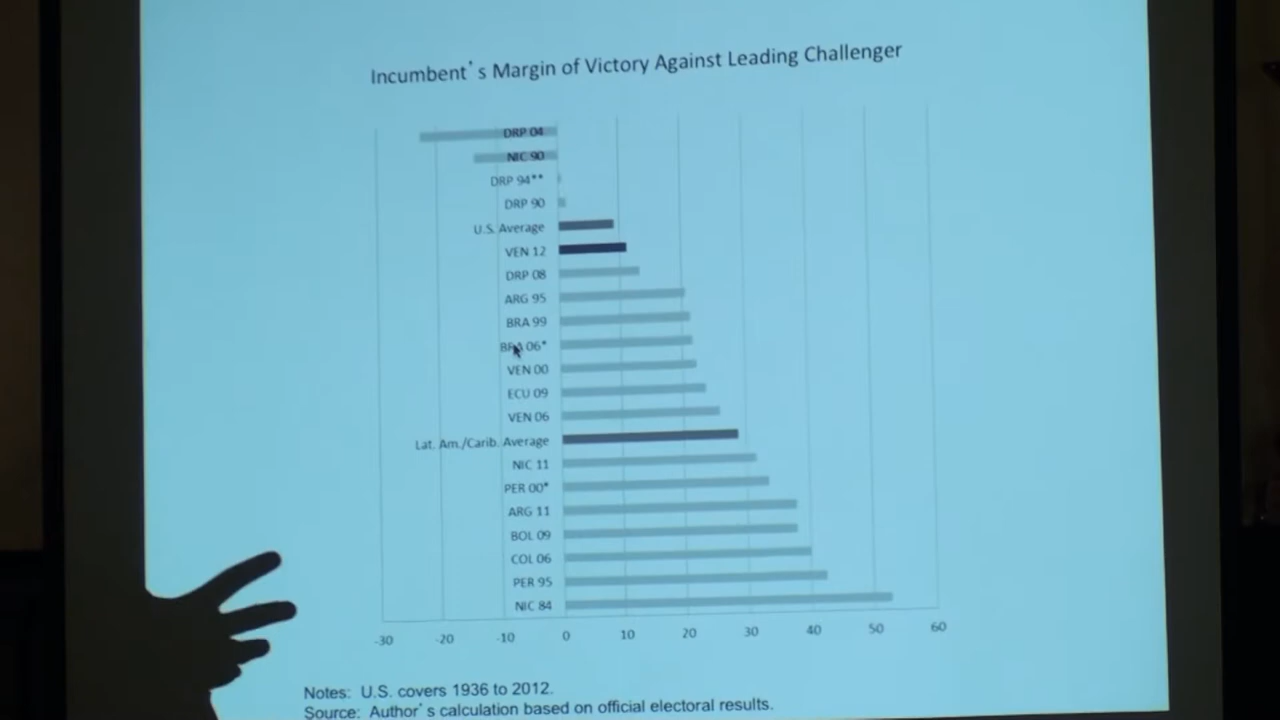 Incumbent's Margin of Victory Against Leading Challenger
DRP 04
NIC 90
DRP 94**
DRP 90
U.S. Average
VEN 12
DRP 08
ARG 95
BRA 99
BRA 06*
VEN 00
ECU 09
VEN 06
Lat. Am./Carib. Average
NIC 11
PER 00*
ARG 11
BOL 09
COL 06
PER 95
NIC 84
-30 -20 -10 0 10 20 30 40 50 60
Notes: U.S. covers 1936 to 2012.
Source: Author's calculation based on official electoral results.